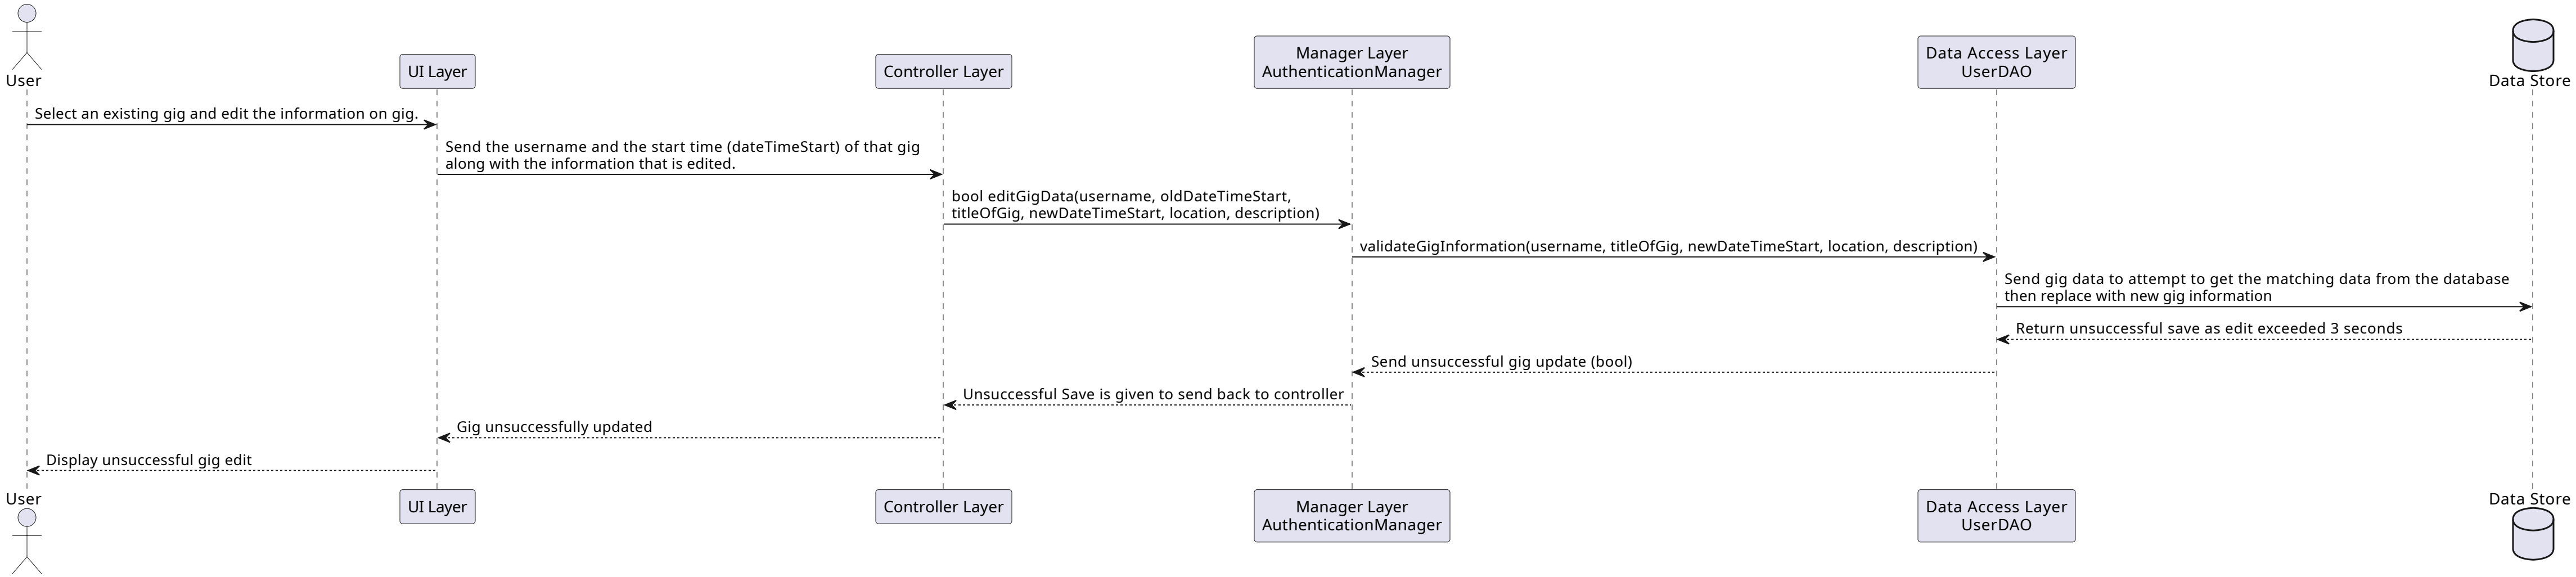 User
UI Layer
Controller Layer
Manager Layer
AuthenticationManager
Data Access Layer
UserDAO
Data Store
Select an existing gig and edit the information on gig.
Send the username and the start time (dateTimeStart) of that gig
along with the information that is edited.
bool editGigData(username, oldDateTimeStart,
titleOfGig, newDateTimeStart, location, description)
validateGigInformation(username, titleOfGig, newDateTimeStart, location, description)
Send gig data to attempt to get the matching data from the database
then replace with new gig information
Return unsuccessful save as edit exceeded 3 seconds
Send unsuccessful gig update (bool)
Unsuccessful Save is given to send back to controller
Gig unsuccessfully updated
Display unsuccessful gig edit
User
UI Layer
Controller Layer
Manager Layer
AuthenticationManager
Data Access Layer
UserDAO
Data Store